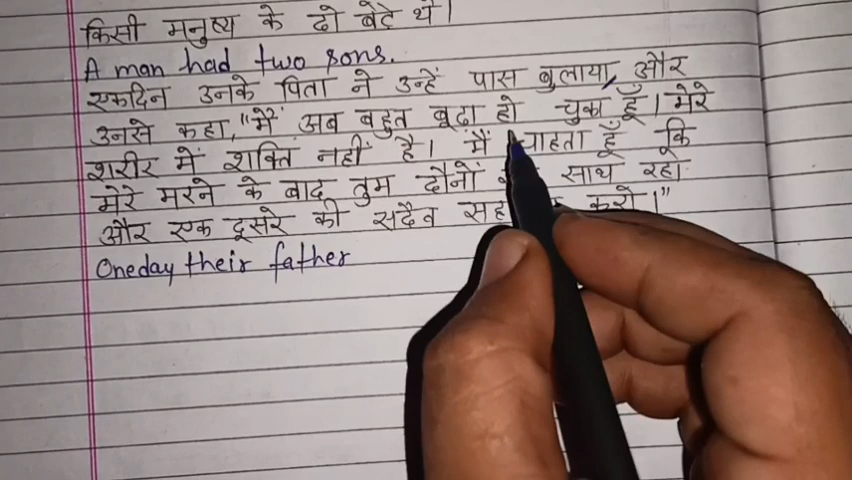 किसी मनुष्य के दो बेटे थे।
A man had two sons.
एकदिन उनके पिता ने उन्हें पास बुलाया, और
उनसे कहा, "मैं अब बहुत बूढ़ा हो चुका हूँ। मेरे
शरीर में शक्ति नहीं है। मैं चाहता हूँ कि
मेरे मरने के बाद तुम दौनों साथ रहो
और एक दूसरे की सदैव करो।"
Oneday their father